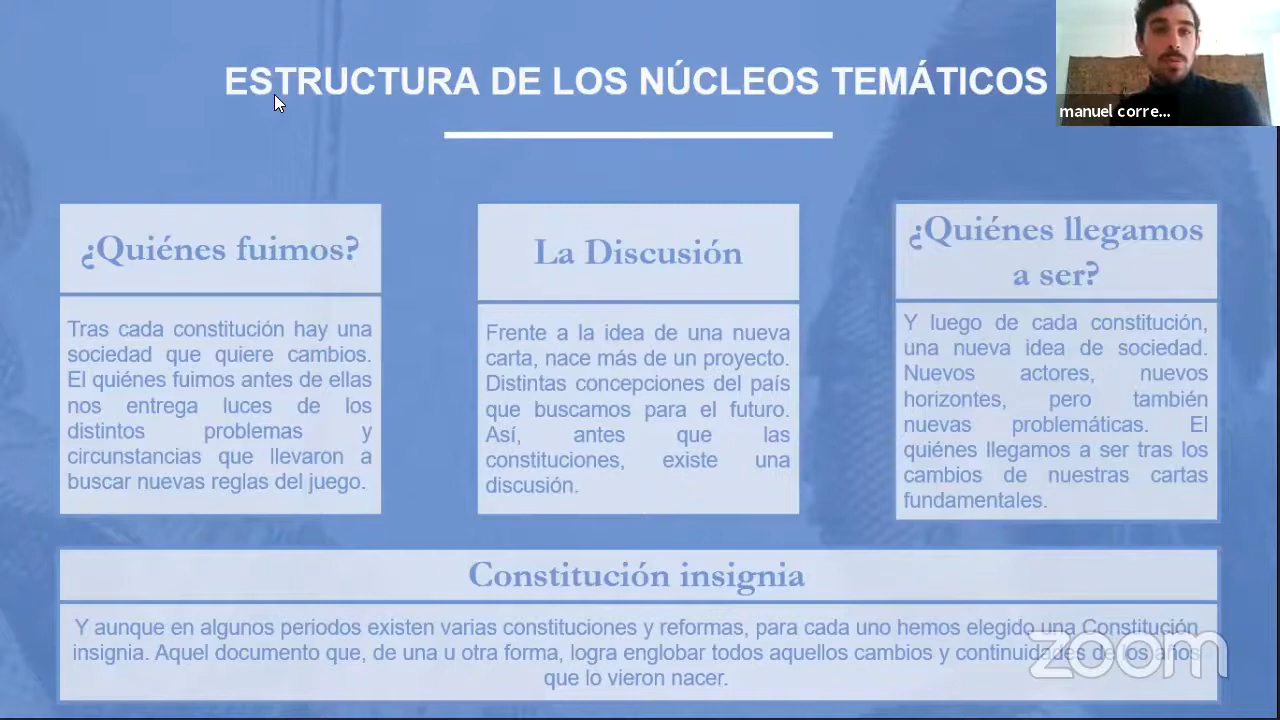 ESTRUCTURA DE LOS NÚCLEOS TEMÁTICOS
manuel corre...
¿Quiénes fuimos?
Tras cada constitución hay una
sociedad que quiere cambios.
El quiénes fuimos antes de ellas
nos entrega luces de los
distintos problemas y
circunstancias que llevaron a
buscar nuevas reglas del juego.
La Discusión
Frente a la idea de una nueva
carta, nace más de un proyecto.
Distintas concepciones del país
que buscamos para el futuro.
Así, antes que las
constituciones, existe una
discusión.
¿Quiénes llegamos
a ser?
Y luego de cada constitución,
una nueva idea de sociedad.
Nuevos actores, nuevos
horizontes, pero también
nuevas problemáticas. El
quiénes llegamos a ser tras los
cambios de nuestras cartas
fundamentales.
Constitución insignia
Y aunque en algunos periodos existen varias constituciones y reformas, para cada uno hemos elegido una Constitución
insignia. Aquel documento que, de una u otra forma, logra englobar todos aquellos cambios y continuidades de los años
que lo vieron nacer.
zoom